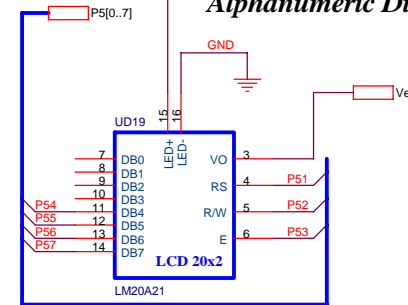 Alphanumeric Di
P5[0..7]
GND
Ve
15
16
UD19
LED+
LED-
7 DB0
8 DB1
9 DB2
10 DB3
P54 11 DB4
P55 12 DB5
P56 13 DB6
P57 14 DB7
VO 3
RS 4 P51
R/W 5 P52
E 6 P53
LCD 20x2
LM20A21